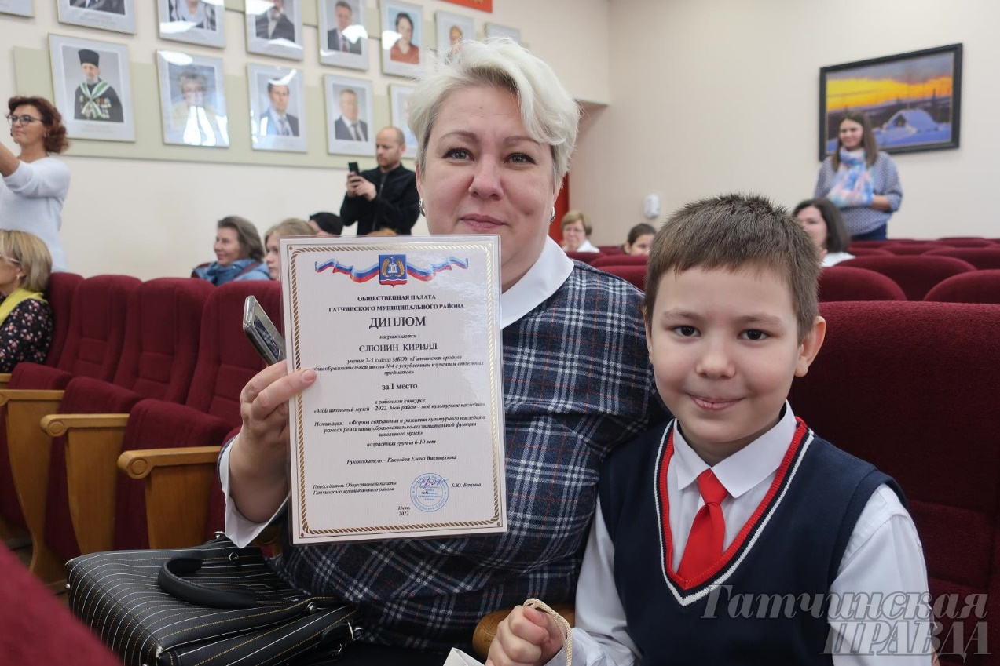 ОБЩЕСТВЕННАЯ ПАЛАТА
ГАТЧИНСКОГО МУНИЦИПАЛЬНОГО РАЙОНА
ДИПЛОМ
награждается
СЛЮНИН КИРИЛЛ
ученик 2-3 класса МБОУ «Гатчинская средняя
общеобразовательная школа №4 с углубленным изучением отдельных
предметов»
за I место
в районном конкурсе
«Мой школьный музей – 2022. Мой район – моё культурное наследие»
Номинация: «Формы сохранения и развития культурного наследия в
рамках реализации образовательно-воспитательной функции
школьного музея»
возрастная группа 6-10 лет
Руководитель – Киселёва Елена Викторовна
Председатель Общественной палаты
Гатчинского муниципального района
Июнь
2022
Гатчинская
ПРАВДА